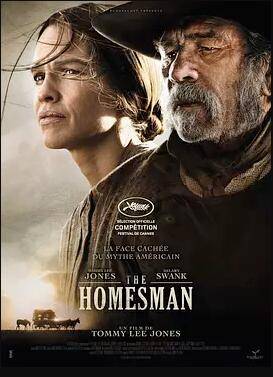 SÉLECTION OFFICIELLE
COMPÉTITION
FESTIVAL DE CANNES
LA FACE CACHÉE
DU MYTHE AMÉRICAIN
TOMMY LEE
JONES
HILARY
SWANK
THE
HOMESMAN
UN FILM DE
TOMMY LEE JONES